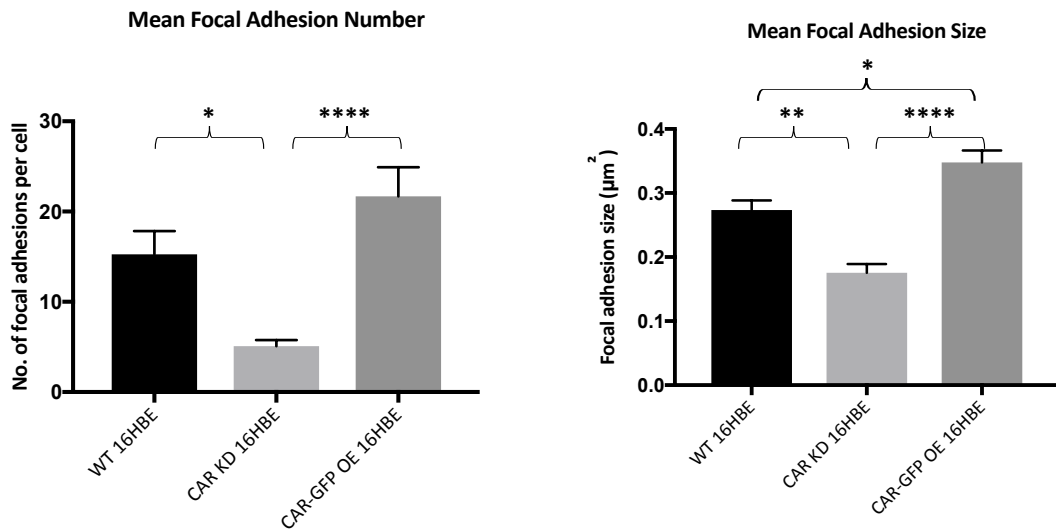 Mean Focal Adhesion Number
No. of focal adhesions per cell
30
20
10
0
*
****
WT 16HBE
CAR KD 16HBE
CAR-GFP OE 16HBE
Mean Focal Adhesion Size
Focal adhesion size (µm²)
0.4
0.3
0.2
0.1
0.0
*
**
****
WT 16HBE
CAR KD 16HBE
CAR-GFP OE 16HBE